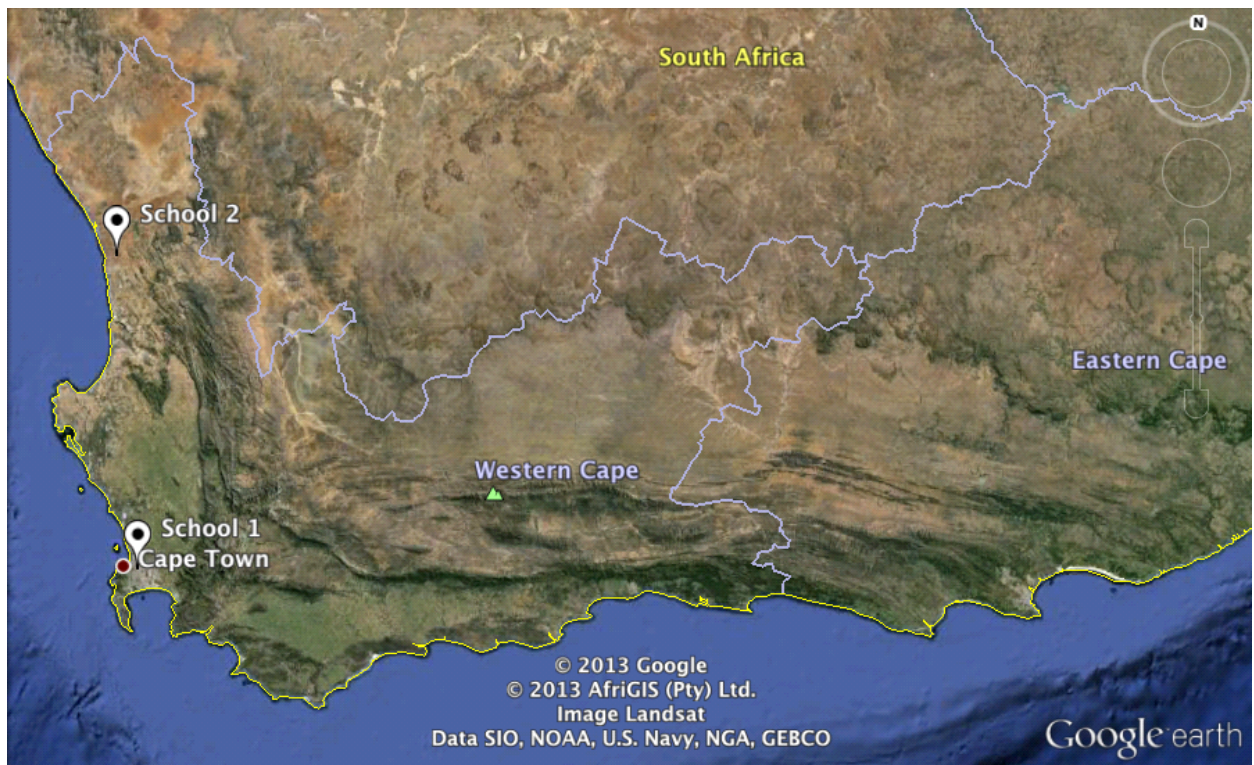 South Africa
N
School 2
Eastern Cape
Western Cape
School 1
Cape Town
© 2013 Google
© 2013 AfriGIS (Pty) Ltd.
Image Landsat
Data SIO, NOAA, U.S. Navy, NGA, GEBCO
Google earth